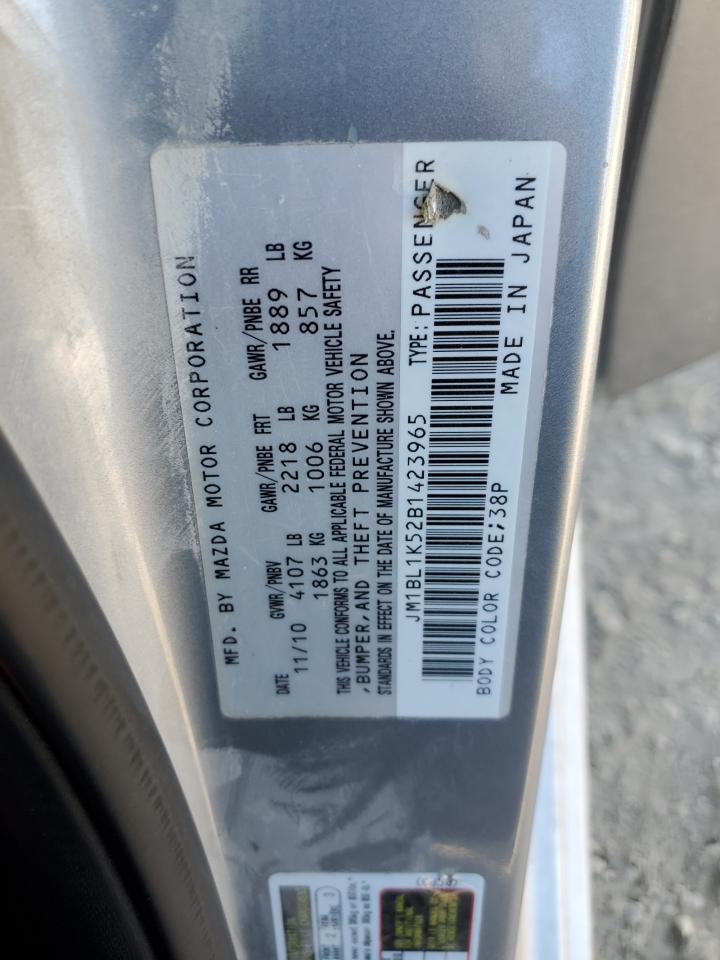 MFD. BY MAZDA MOTOR CORPORATION
DATE GVWR/PNBV GAWR/PNBE FRT GAWR/PNBE RR
11/10 4107 LB 2218 LB 1889 LB
1863 KG 1006 KG 857 KG
THIS VEHICLE CONFORMS TO ALL APPLICABLE FEDERAL MOTOR VEHICLE SAFETY
,BUMPER,AND THEFT PREVENTION
STANDARDS IN EFFECT ON THE DATE OF MANUFACTURE SHOWN ABOVE.
JM1BL1K52B1423965 TYPE:PASSENGER
BODY COLOR CODE;38P MADE IN JAPAN